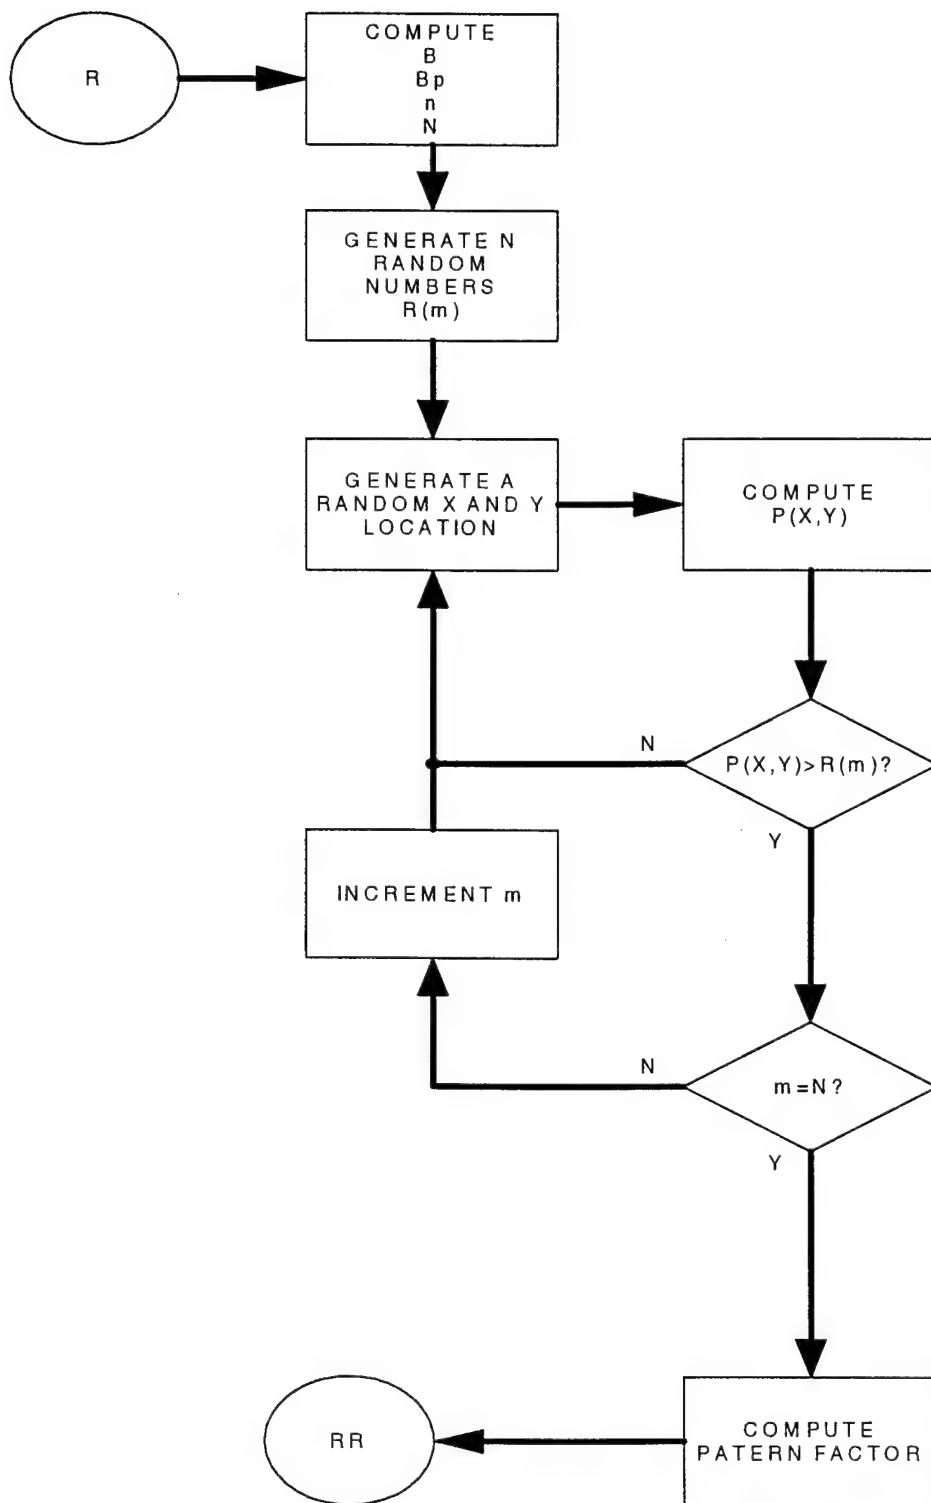 R
COMPUTE
B
Bp
n
N
GENERATE N
RANDOM
NUMBERS
R(m)
GENERATE A
RANDOM X AND Y
LOCATION
COMPUTE
P(X,Y)
N
P(X,Y)>R(m)?
Y
INCREMENT m
N
m=N?
Y
RR
COMPUTE
PATERN FACTOR